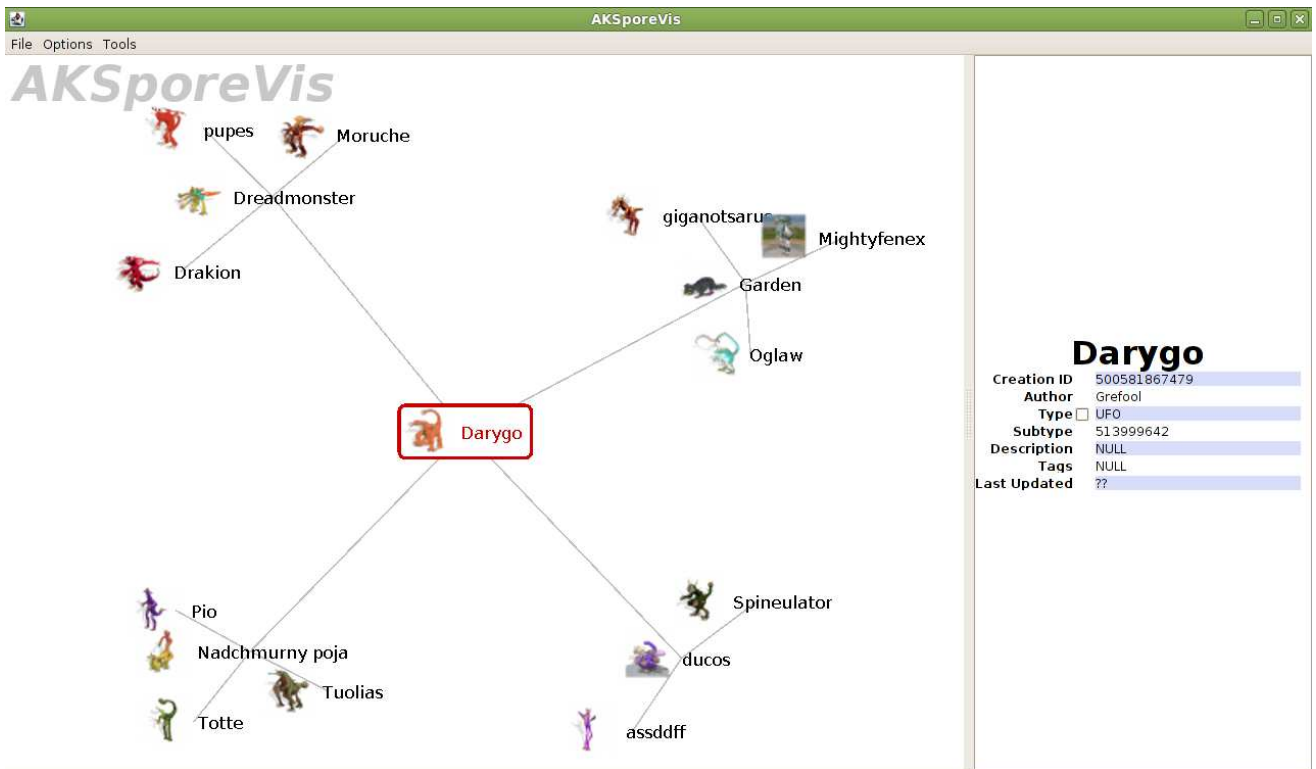 AKSporeVis
File Options Tools
AKSporeVis
pupes
Moruche
Dreadmonster
Drakion
giganotsarus
Mightyfenex
Garden
Oglaw
Darygo
Pio
Nadchmurny poja
Tuolias
Totte
Spineulator
ducos
assddff
Darygo
Creation ID 500581867479
Author Grefool
Type UFO
Subtype 513999642
Description NULL
Tags NULL
Last Updated ??